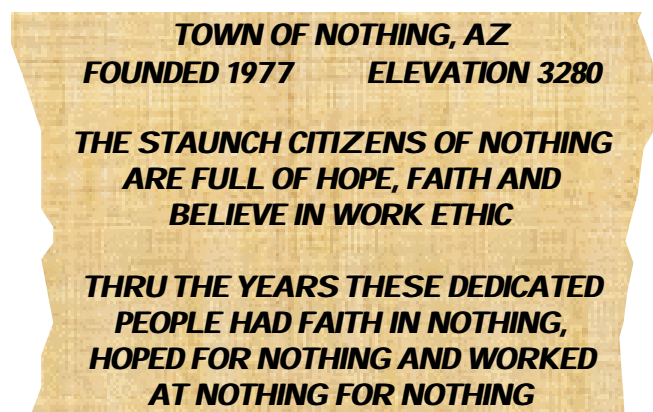 TOWN OF NOTHING, AZ
FOUNDED 1977 ELEVATION 3280
THE STAUNCH CITIZENS OF NOTHING
ARE FULL OF HOPE, FAITH AND
BELIEVE IN WORK ETHIC
THRU THE YEARS THESE DEDICATED
PEOPLE HAD FAITH IN NOTHING,
HOPED FOR NOTHING AND WORKED
AT NOTHING FOR NOTHING